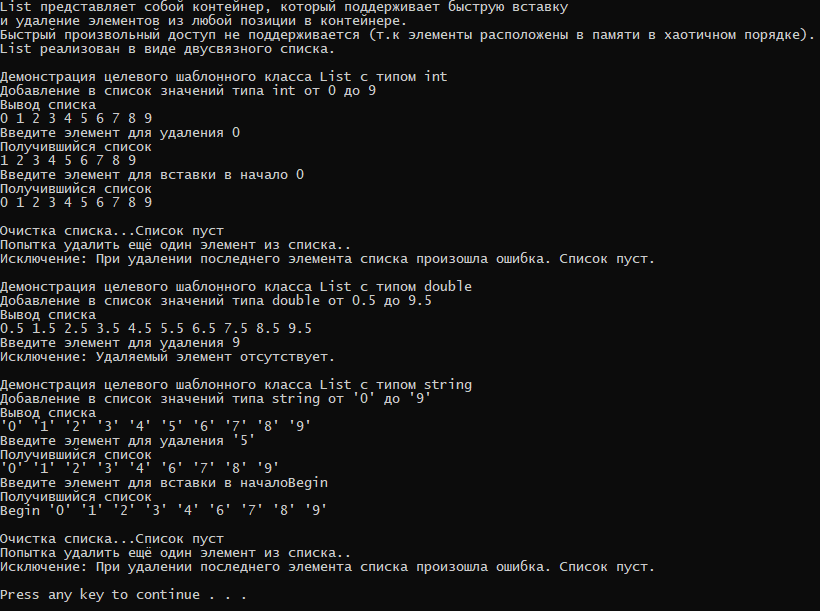 List представляет собой контейнер, который поддерживает быструю вставку
и удаление элементов из любой позиции в контейнере.
Быстрый произвольный доступ не поддерживается (т.к элементы расположены в памяти в хаотичном порядке).
List реализован в виде двусвязного списка.
Демонстрация целевого шаблонного класса List с типом int
Добавление в список значений типа int от 0 до 9
Вывод списка
0 1 2 3 4 5 6 7 8 9
Введите элемент для удаления 0
Получившийся список
1 2 3 4 5 6 7 8 9
Введите элемент для вставки в начало 0
Получившийся список
0 1 2 3 4 5 6 7 8 9
Очистка списка...Список пуст
Попытка удалить ещё один элемент из списка..
Исключение: При удалении последнего элемента списка произошла ошибка. Список пуст.
Демонстрация целевого шаблонного класса List с типом double
Добавление в список значений типа double от 0.5 до 9.5
Вывод списка
0.5 1.5 2.5 3.5 4.5 5.5 6.5 7.5 8.5 9.5
Введите элемент для удаления 9
Исключение: Удаляемый элемент отсутствует.
Демонстрация целевого шаблонного класса List с типом string
Добавление в список значений типа string от '0' до '9'
Вывод списка
'0' '1' '2' '3' '4' '5' '6' '7' '8' '9'
Введите элемент для удаления '5'
Получившийся список
'0' '1' '2' '3' '4' '6' '7' '8' '9'
Введите элемент для вставки в началоBegin
Получившийся список
Begin '0' '1' '2' '3' '4' '6' '7' '8' '9'
Очистка списка...Список пуст
Попытка удалить ещё один элемент из списка..
Исключение: При удалении последнего элемента списка произошла ошибка. Список пуст.
Press any key to continue . . .